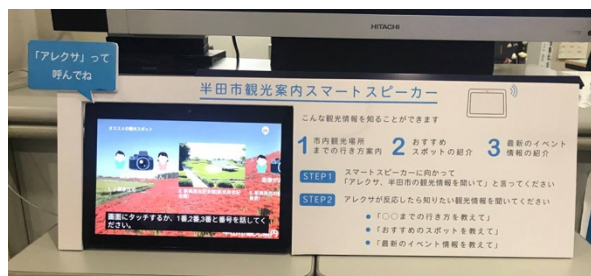 HITACHI
「アレクサ」って
呼んでね
半田市観光案内スマートスピーカー
こんな観光情報を知ることができます
1 市内観光場所
までの行き方案内
2 おすすめ
スポットの紹介
3 最新のイベント
情報の紹介
STEP1 スマートスピーカーに向かって
「アレクサ、半田市の観光情報を開いて」と言ってください
STEP2 アレクサが反応したら知りたい観光情報を聞いてください
● 「○○までの行き方を教えて」
● 「おすすめのスポットを教えて」
● 「最新のイベント情報を教えて」
オススメの観光スポット
画面にタッチするか、1番,2番,3番と番号を話してく
ださい。